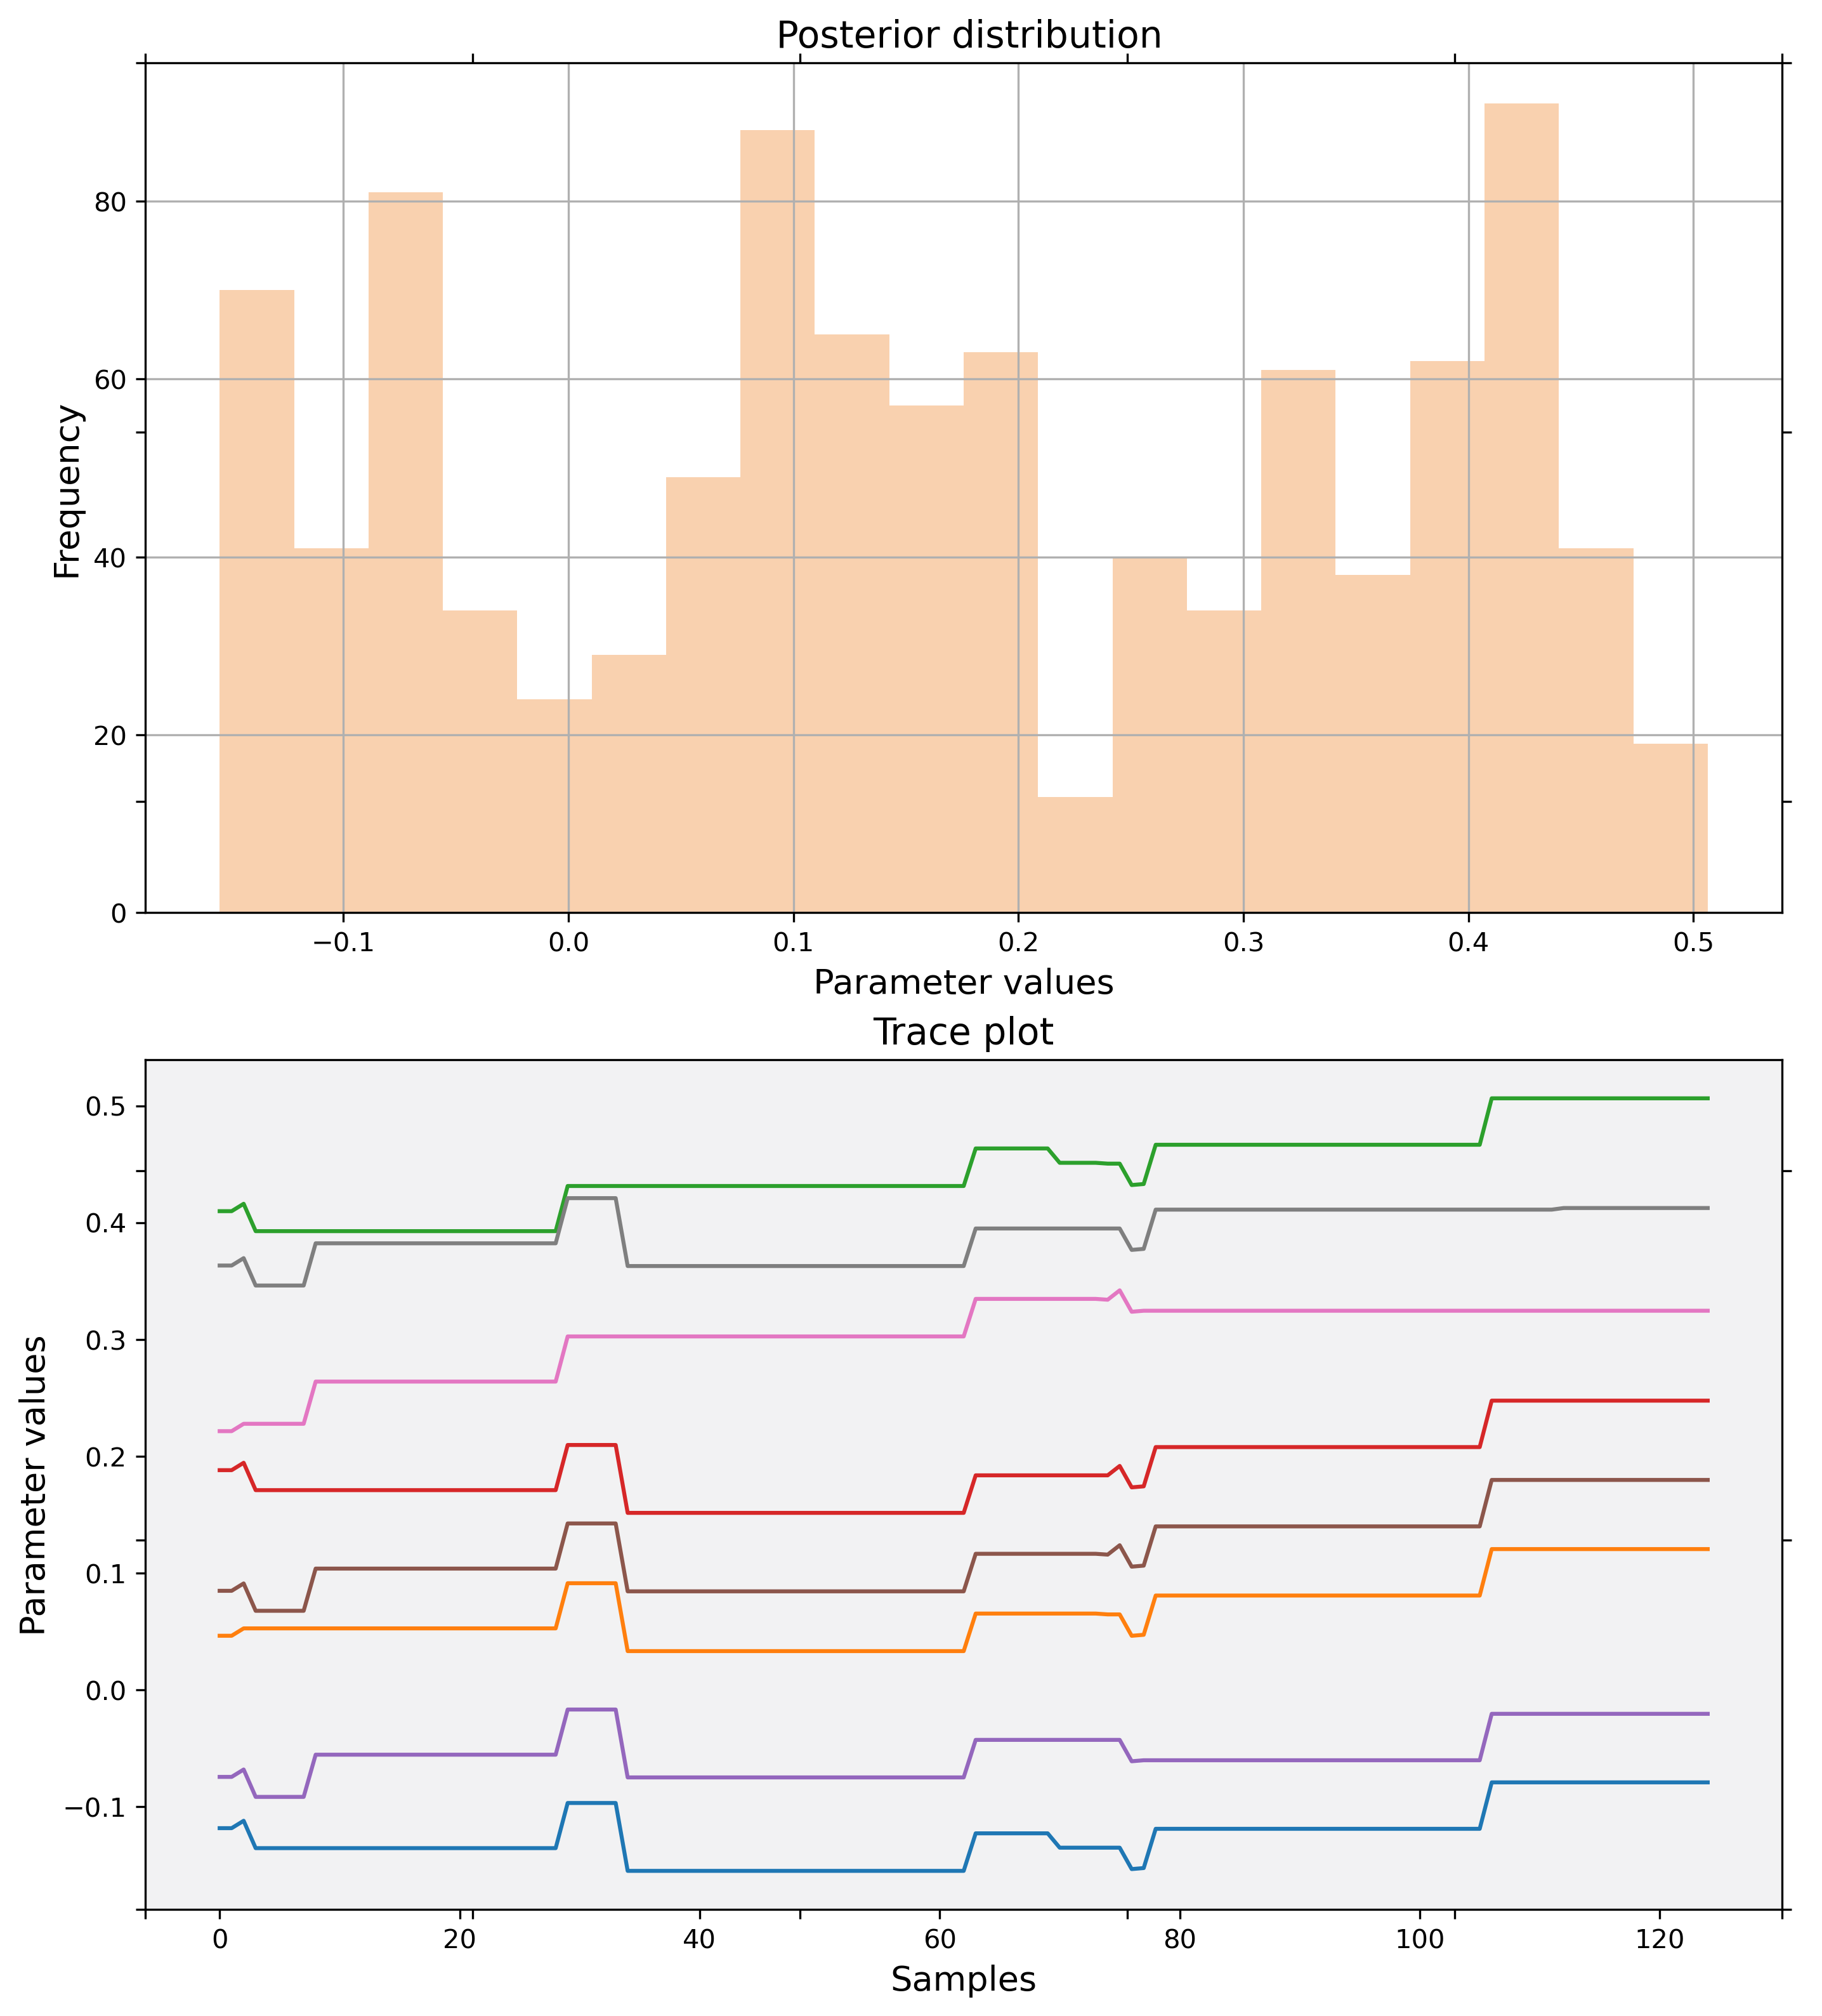 Posterior distribution
Frequency
80
60
40
20
0
−0.1 0.0 0.1 0.2 0.3 0.4 0.5
Parameter values
Trace plot
Parameter values
0.5
0.4
0.3
0.2
0.1
0.0
−0.1
0 20 40 60 80 100 120
Samples